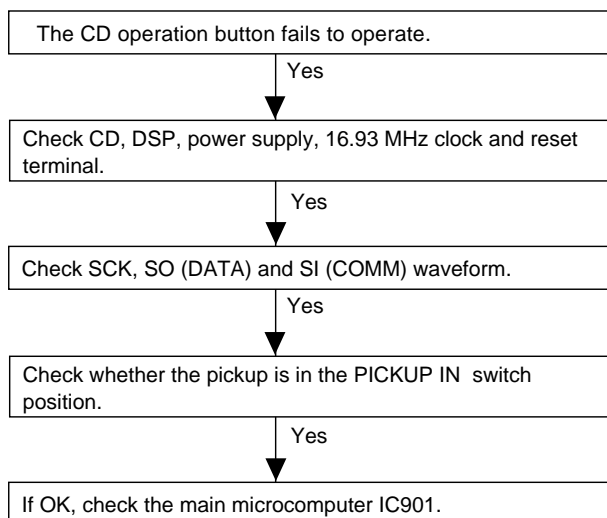 The CD operation button fails to operate.
Yes
Check CD, DSP, power supply, 16.93 MHz clock and reset
terminal.
Yes
Check SCK, SO (DATA) and SI (COMM) waveform.
Yes
Check whether the pickup is in the PICKUP IN switch
position.
Yes
If OK, check the main microcomputer IC901.